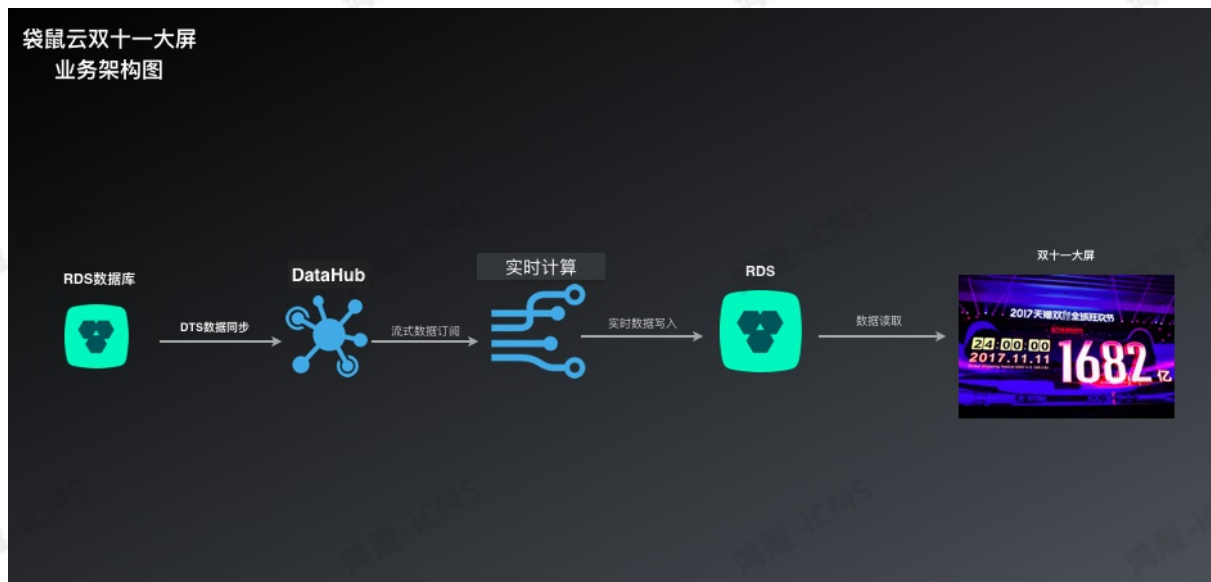 袋鼠云双十一大屏
业务架构图
RDS数据库
DTS数据同步
DataHub
流式数据订阅
实时计算
实时数据写入
RDS
数据读取
双十一大屏
2017天猫双11全球狂欢节
24:00:00
2017.11.11
1682亿